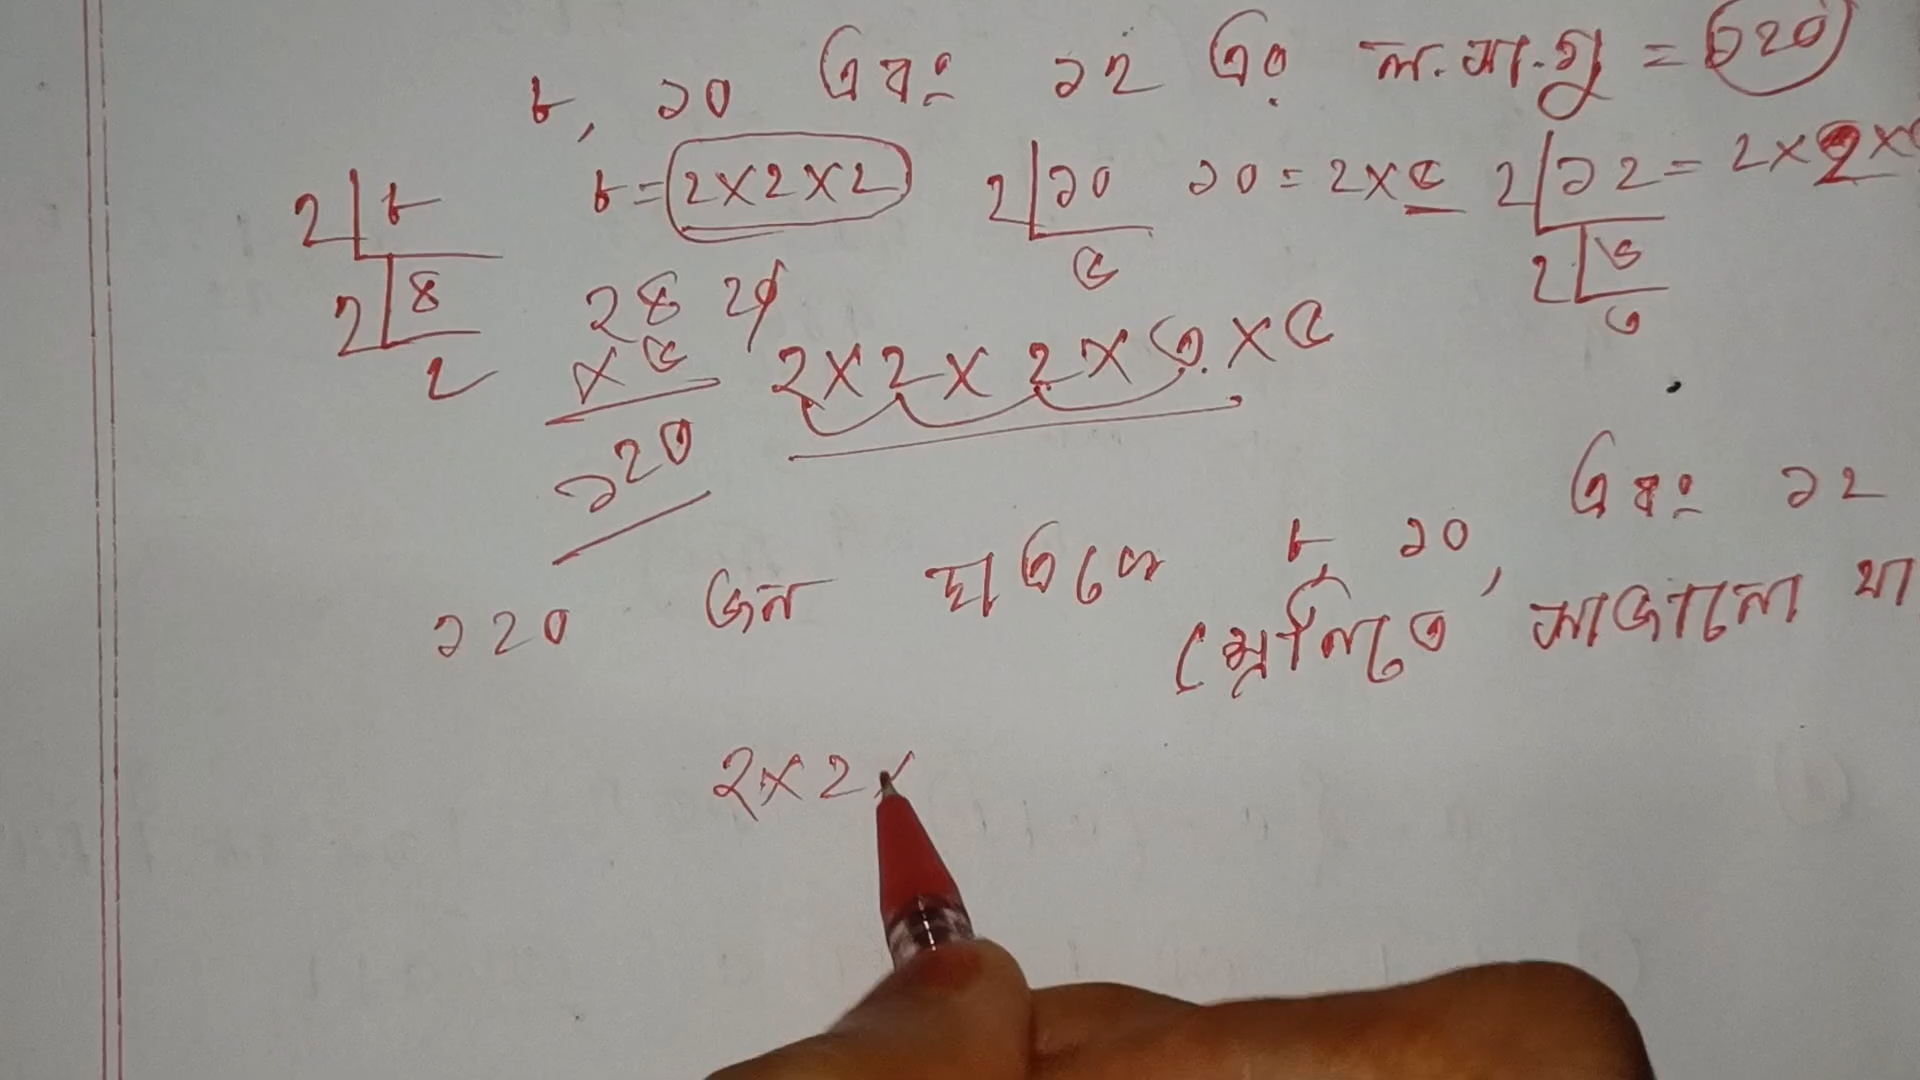 ৮, ১০ এবং ১২ এর ল.সা.গু = ১২০
২ ৮ ৮ = ২×২×২ ২ ১০ ১০ = ২×৫ ২ ১২ = ২×২×
২ ৪ ৫ ২ ৬
২ ৩
২৪ ২×২×২×৩×৫
×৫
১২০
১২০ জন ছাত্রকে ৮, ১০, এবং ১২
শ্রেনিতে সাজানো যা
২×২×